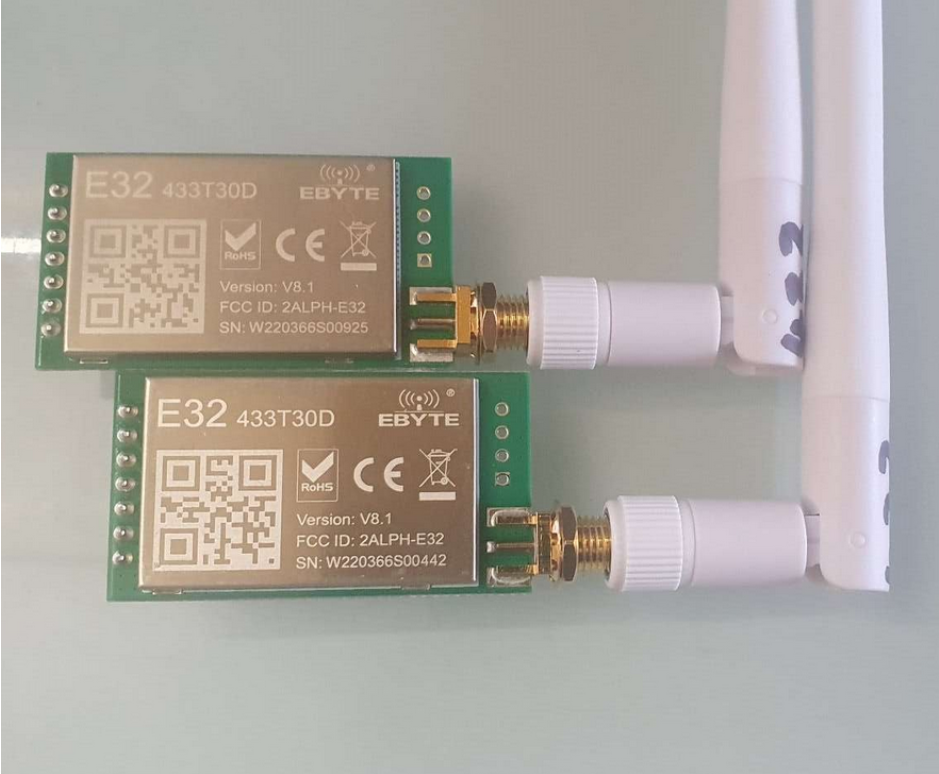 E32 433T30D
EBYTE®
RoHS CE
Version: V8.1
FCC ID: 2ALPH-E32
SN: W220366S00925
E32 433T30D
EBYTE®
RoHS CE
Version: V8.1
FCC ID: 2ALPH-E32
SN: W220366S00442